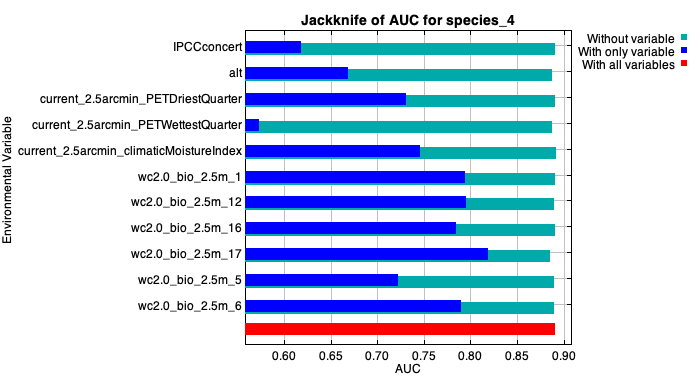 Jackknife of AUC for species_4
Without variable
With only variable
With all variables
Environmental Variable
IPCCconcert
alt
current_2.5arcmin_PETDriestQuarter
current_2.5arcmin_PETWettestQuarter
current_2.5arcmin_climaticMoistureIndex
wc2.0_bio_2.5m_1
wc2.0_bio_2.5m_12
wc2.0_bio_2.5m_16
wc2.0_bio_2.5m_17
wc2.0_bio_2.5m_5
wc2.0_bio_2.5m_6
0.60 0.65 0.70 0.75 0.80 0.85 0.90
AUC